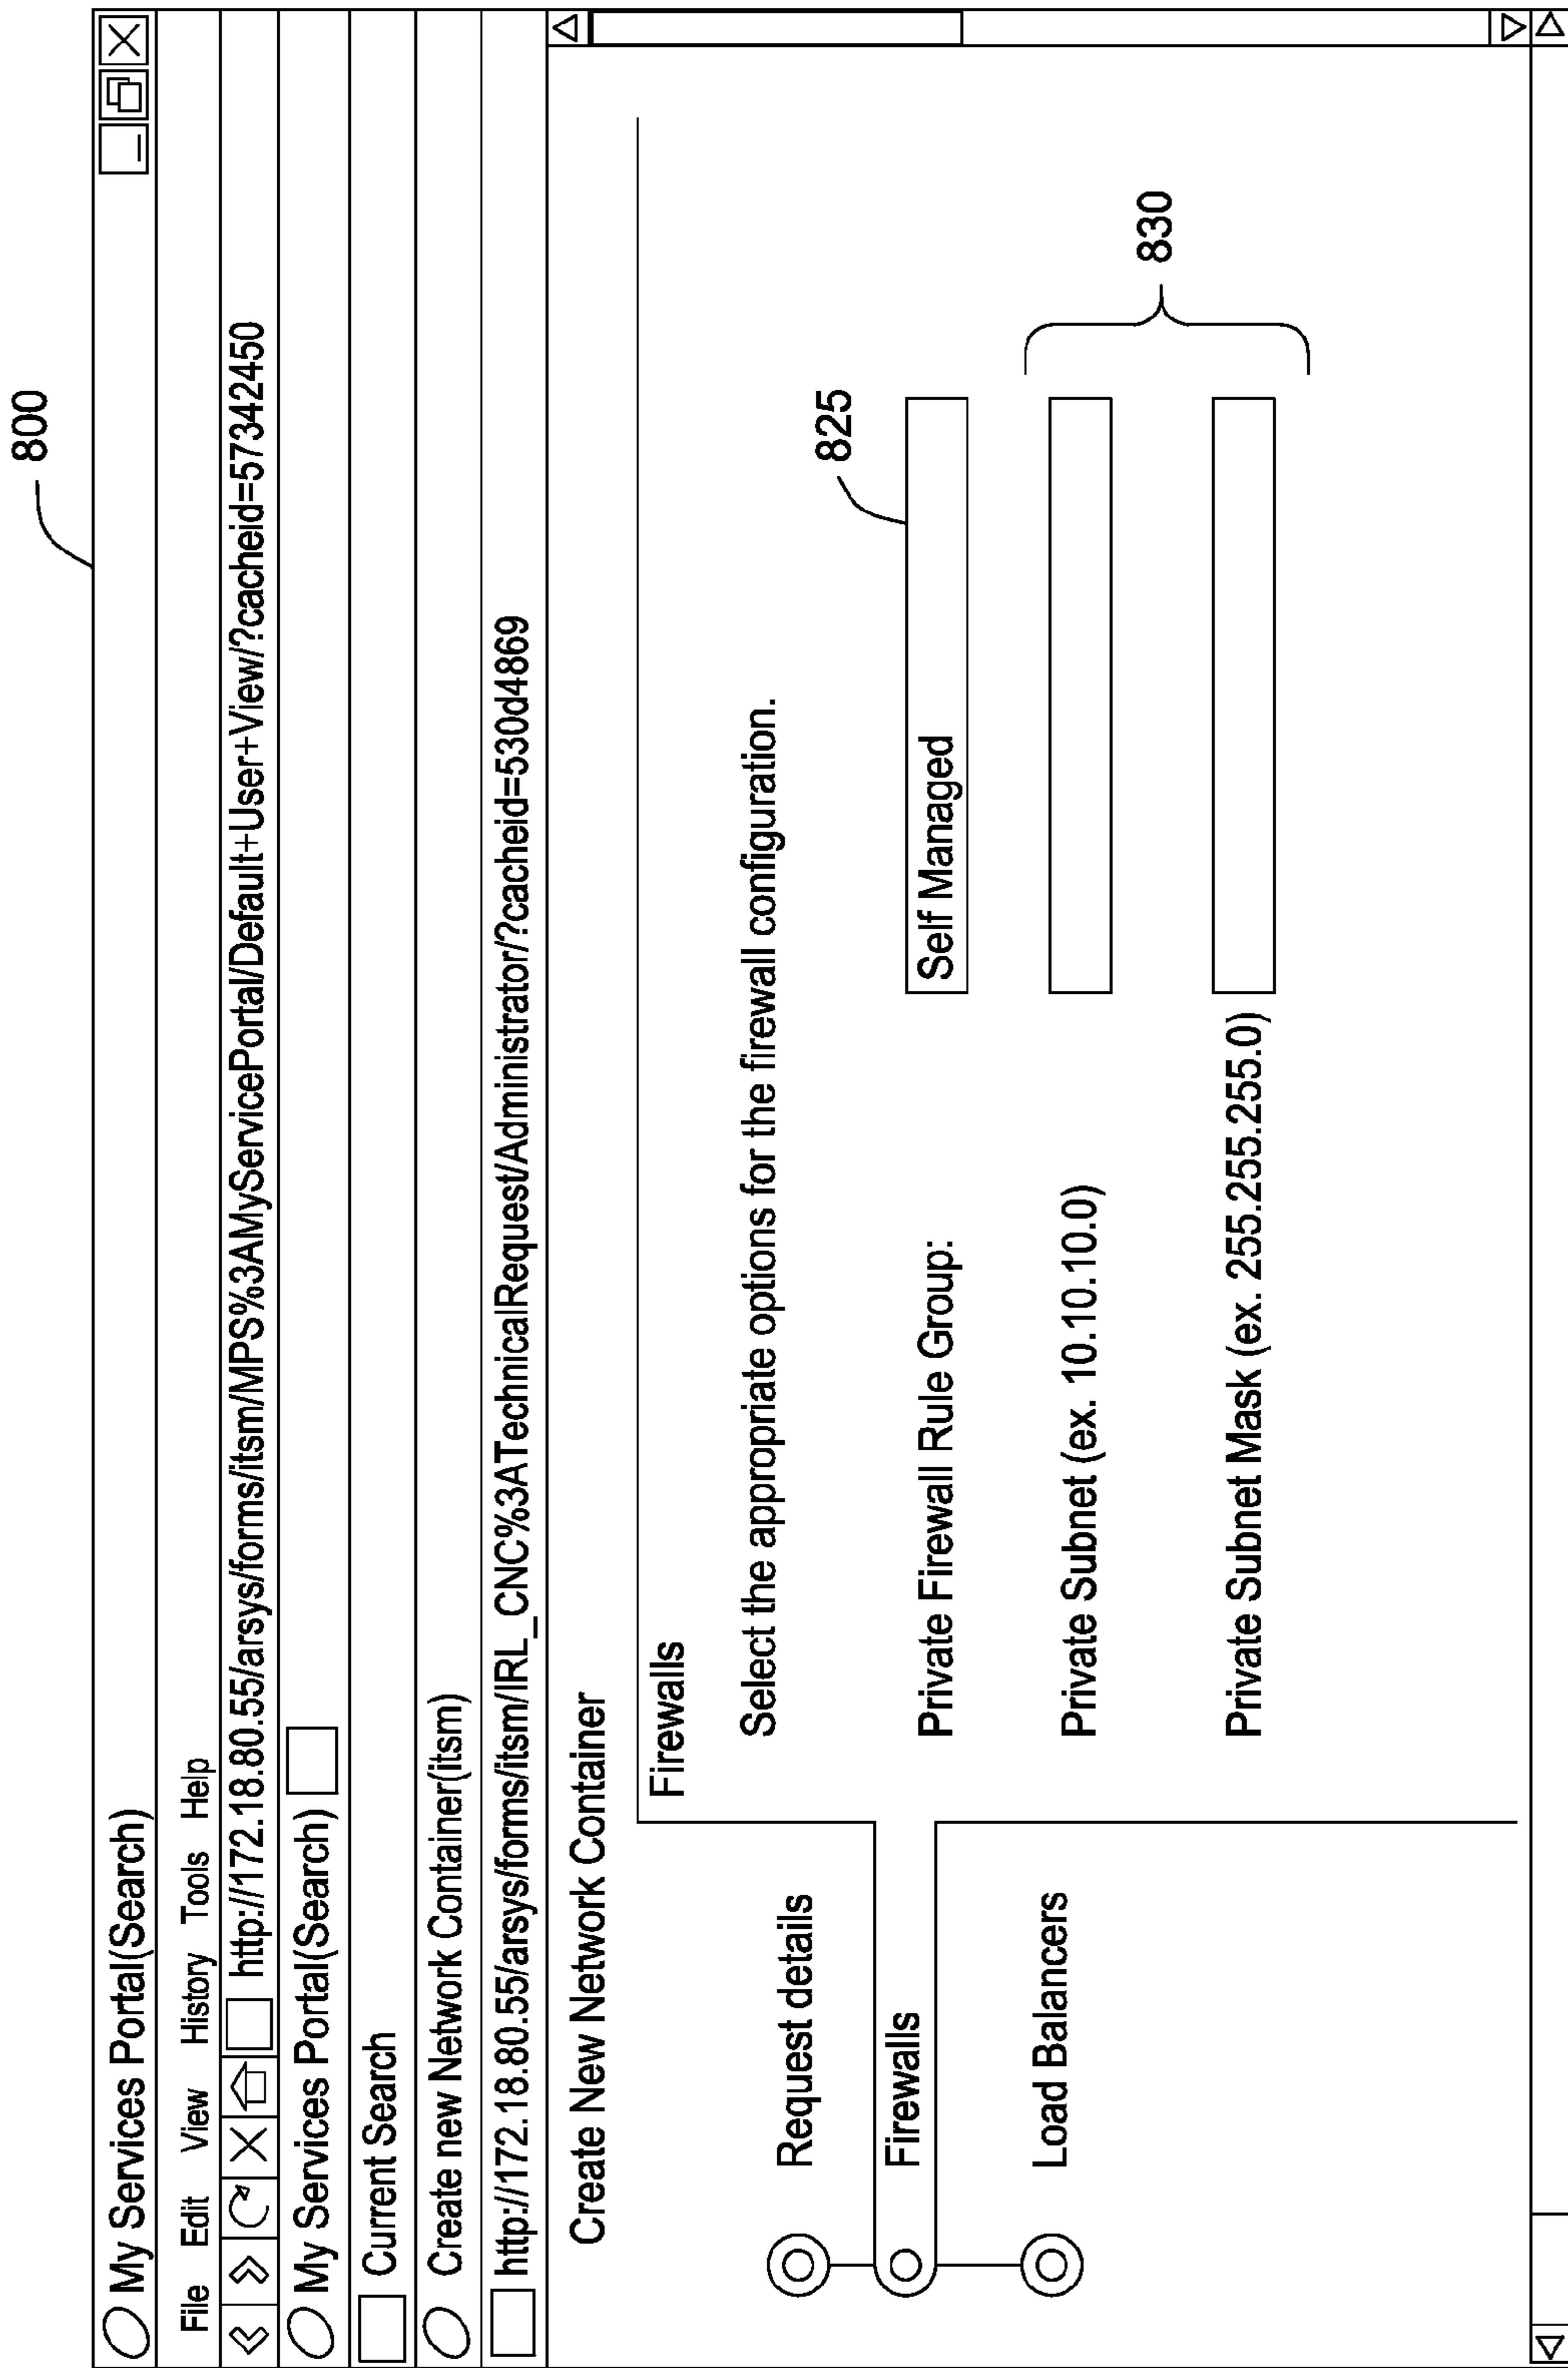 800
My Services Portal(Search)
File Edit View History Tools Help
http://172.18.80.55/arsys/forms/itsm/MPS%3AMyServicePortal/Default+User+View/?cacheid=57342450
My Services Portal(Search)
Current Search
Create new Network Container(itsm)
http://172.18.80.55/arsys/forms/itsm/IRL_CNC%3ATechnicalRequest/Administrator/?cacheid=530d4869
Create New Network Container
Firewalls
Select the appropriate options for the firewall configuration.
Request details
825
Firewalls
Private Firewall Rule Group:
Self Managed
Load Balancers
Private Subnet (ex. 10.10.10.0)
830
Private Subnet Mask (ex. 255.255.255.0)